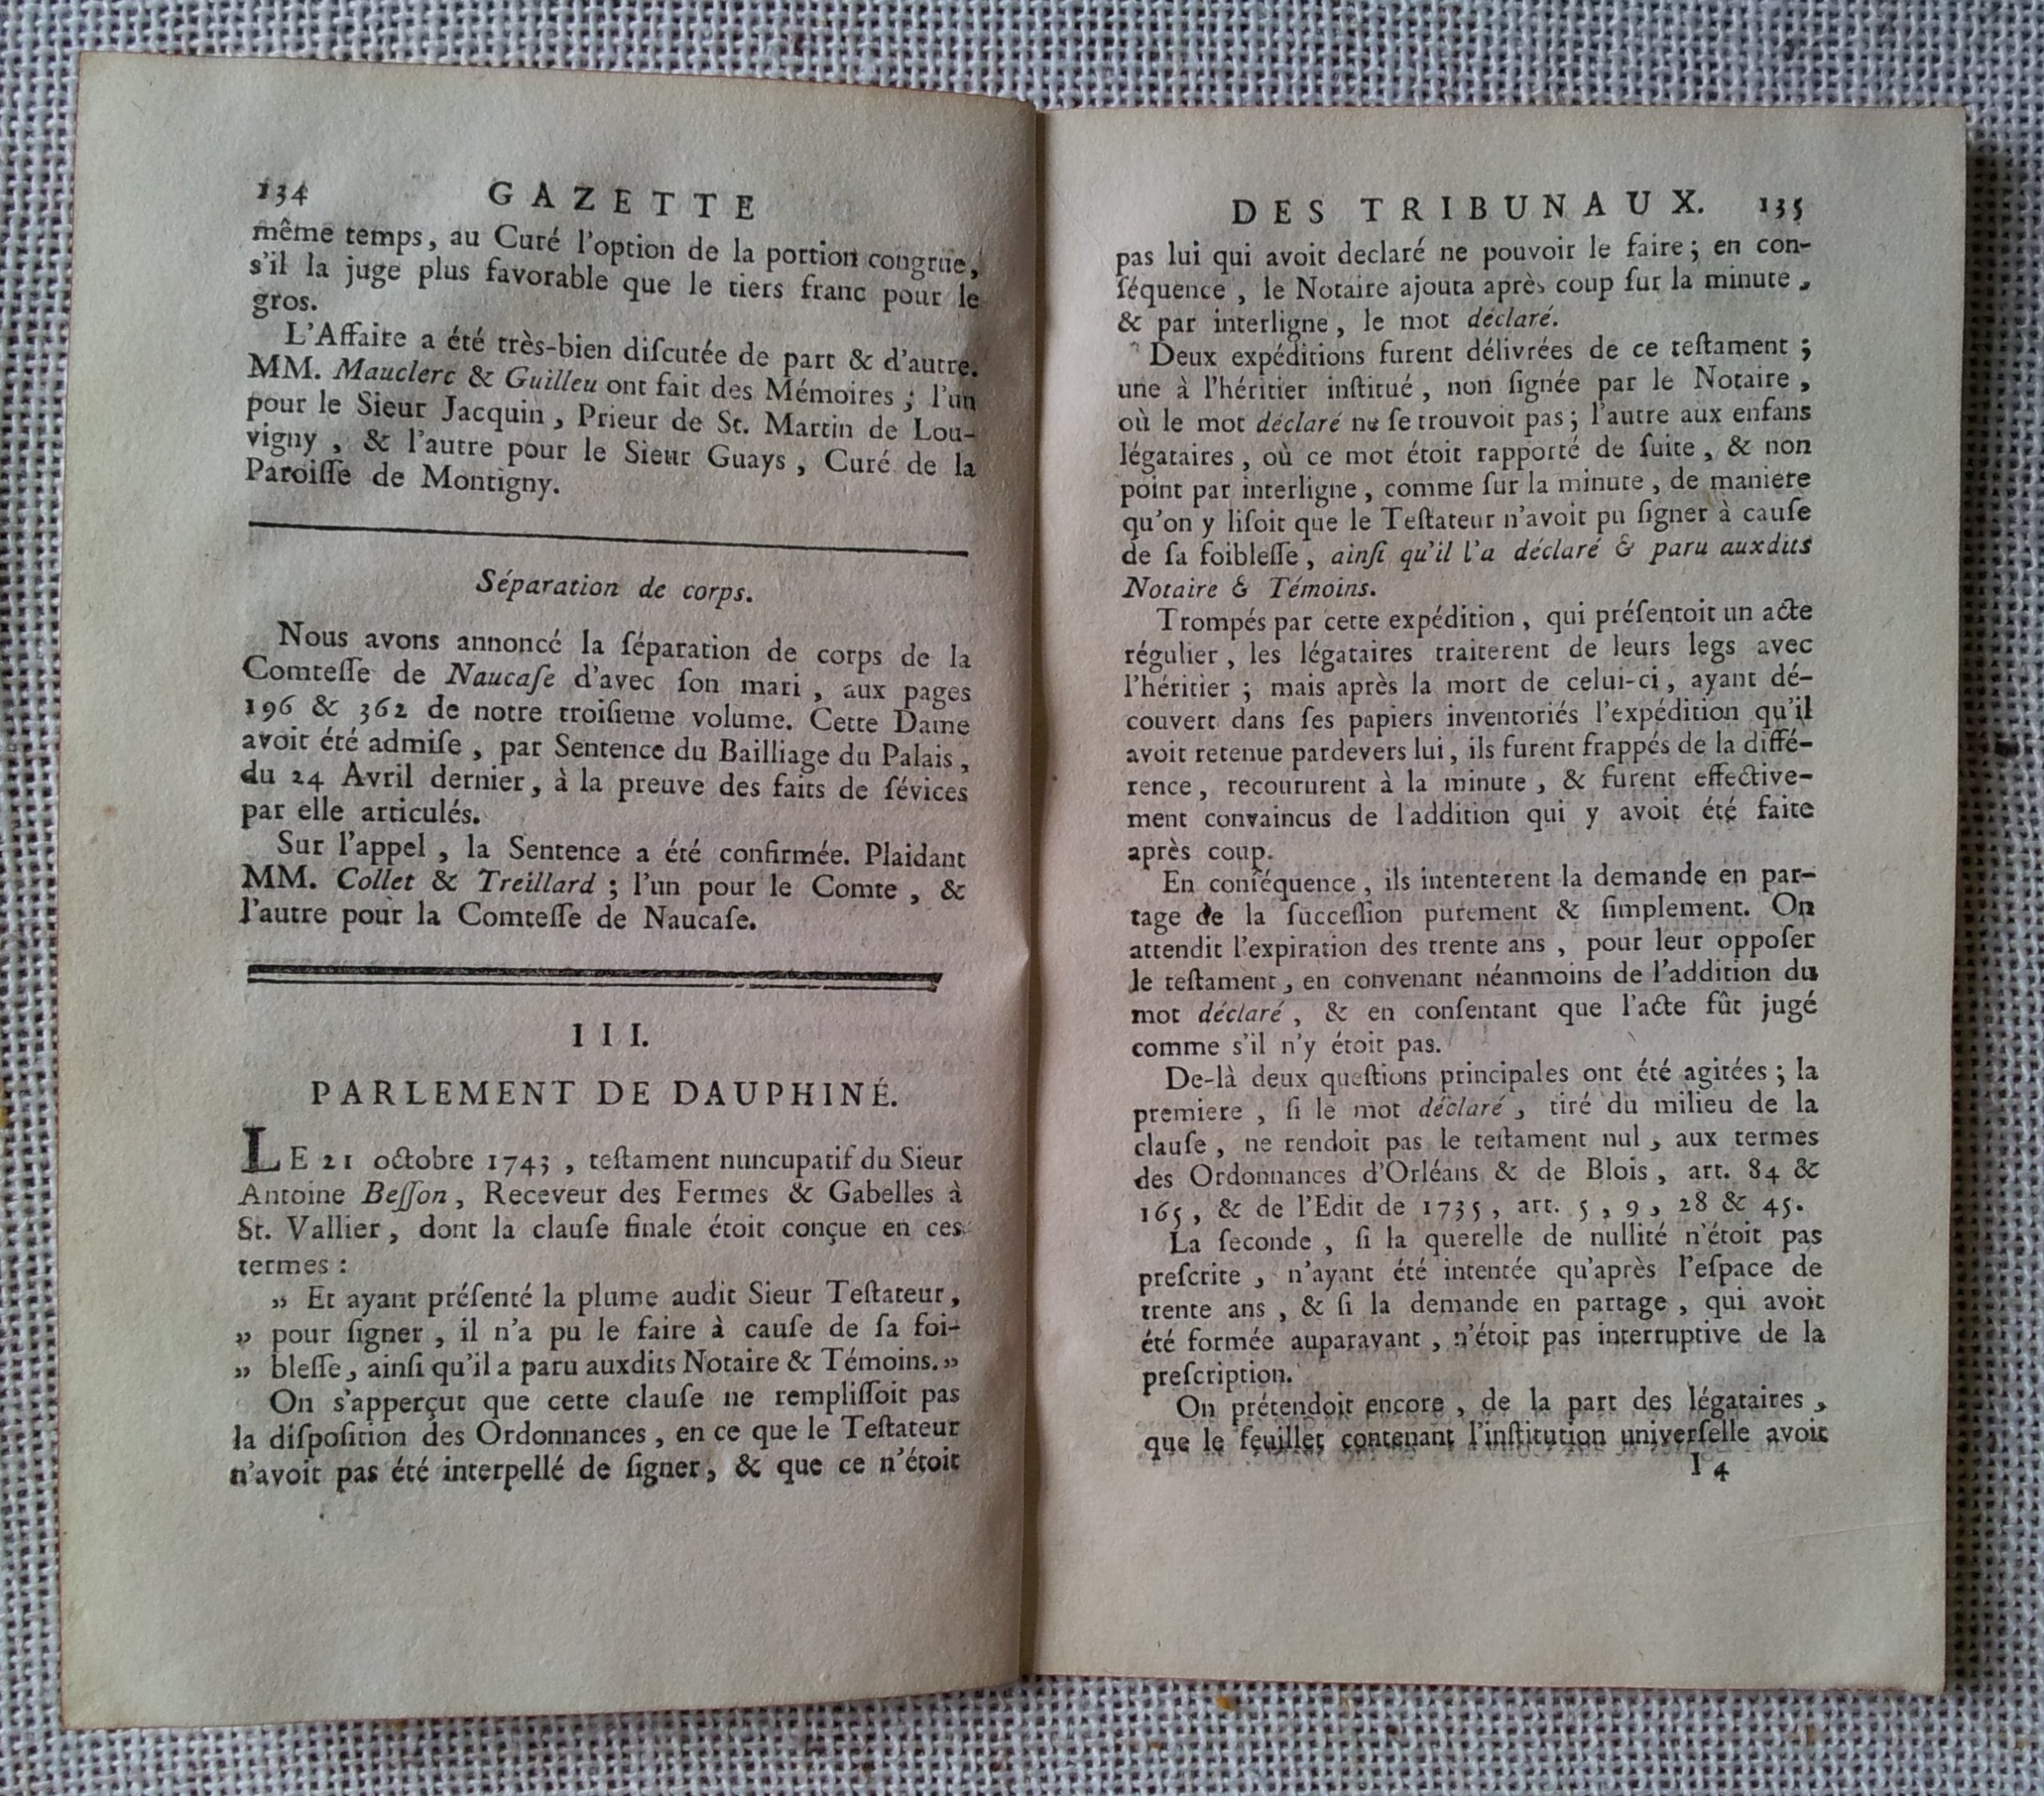 134 GAZETTE
même temps, au Curé l'option de la portion congrue,
s'il la juge plus favorable que le tiers franc pour le
gros.
L'Affaire a été très-bien diſcutée de part & d'autre.
MM. Mauclerc & Guilleu ont fait des Mémoires ; l'un
pour le Sieur Jacquin, Prieur de St. Martin de Lou-
vigny, & l'autre pour le Sieur Guays, Curé de la
Paroiſſe de Montigny.
Séparation de corps.
Nous avons annoncé la ſéparation de corps de la
Comteſſe de Naucaſe d'avec ſon mari, aux pages
196 & 362 de notre troiſieme volume. Cette Dame
avoit été admiſe, par Sentence du Bailliage du Palais,
du 24 Avril dernier, à la preuve des faits de ſévices
par elle articulés.
Sur l'appel, la Sentence a été confirmée. Plaidant
MM. Collet & Treillard ; l'un pour le Comte, &
l'autre pour la Comteſſe de Naucaſe.
III.
PARLEMENT DE DAUPHINÉ.
LE 21 octobre 1743, teſtament nuncupatif du Sieur
Antoine Beſſon, Receveur des Fermes & Gabelles à
St. Vallier, dont la clauſe finale étoit conçue en ces
termes :
» Et ayant préſenté la plume audit Sieur Teſtateur,
» pour ſigner, il n'a pu le faire à cauſe de ſa foi-
» bleſſe, ainſi qu'il a paru auxdits Notaire & Témoins.»
On s'apperçut que cette clauſe ne rempliſſoit pas
la diſpoſition des Ordonnances, en ce que le Teſtateur
n'avoit pas été interpellé de ſigner, & que ce n'étoit
DES TRIBUNAUX. 135
pas lui qui avoit declaré ne pouvoir le faire ; en con-
ſéquence, le Notaire ajouta après coup ſur la minute,
& par interligne, le mot déclaré.
Deux expéditions furent délivrées de ce teſtament ;
une à l'héritier inſtitué, non ſignée par le Notaire,
où le mot déclaré ne ſe trouvoit pas ; l'autre aux enfans
légataires, où ce mot étoit rapporté de ſuite, & non
point par interligne, comme ſur la minute, de maniere
qu'on y liſoit que le Teſtateur n'avoit pu ſigner à cauſe
de ſa foibleſſe, ainſi qu'il l'a déclaré & paru auxdits
Notaire & Témoins.
Trompés par cette expédition, qui préſentoit un acte
régulier, les légataires traiterent de leurs legs avec
l'héritier ; mais après la mort de celui-ci, ayant dé-
couvert dans ſes papiers inventoriés l'expédition qu'il
avoit retenue pardevers lui, ils furent frappés de la diffé-
rence, recoururent à la minute, & furent effective-
ment convaincus de l'addition qui y avoit été faite
après coup.
En conſéquence, ils intenterent la demande en par-
tage de la ſucceſſion purement & ſimplement. On
attendit l'expiration des trente ans, pour leur oppoſer
le teſtament, en convenant néanmoins de l'addition du
mot déclaré, & en conſentant que l'acte fût jugé
comme s'il n'y étoit pas.
De-là deux queſtions principales ont été agitées ; la
premiere, ſi le mot déclaré, tiré du milieu de la
clauſe, ne rendoit pas le teſtament nul, aux termes
des Ordonnances d'Orléans & de Blois, art. 84 &
165, & de l'Edit de 1735, art. 5, 9, 28 & 45.
La ſeconde, ſi la querelle de nullité n'étoit pas
preſcrite, n'ayant été intentée qu'après l'eſpace de
trente ans, & ſi la demande en partage, qui avoit
été formée auparavant, n'étoit pas interruptive de la
preſcription.
On prétendoit encore, de la part des légataires,
que le feuillet contenant l'inſtitution univerſelle avoit
I 4